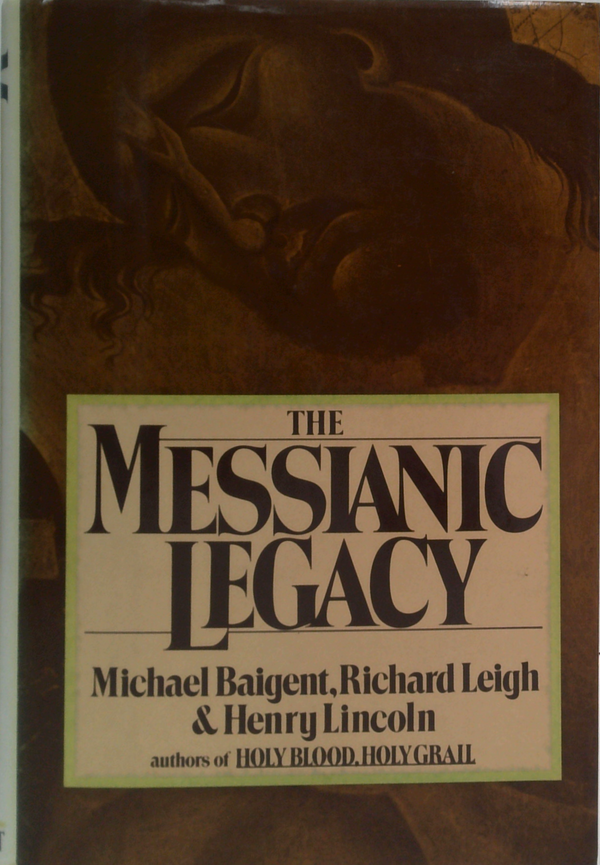 THE
MESSIANIC
LEGACY
Michael Baigent, Richard Leigh
& Henry Lincoln
authors of HOLY BLOOD, HOLY GRAIL